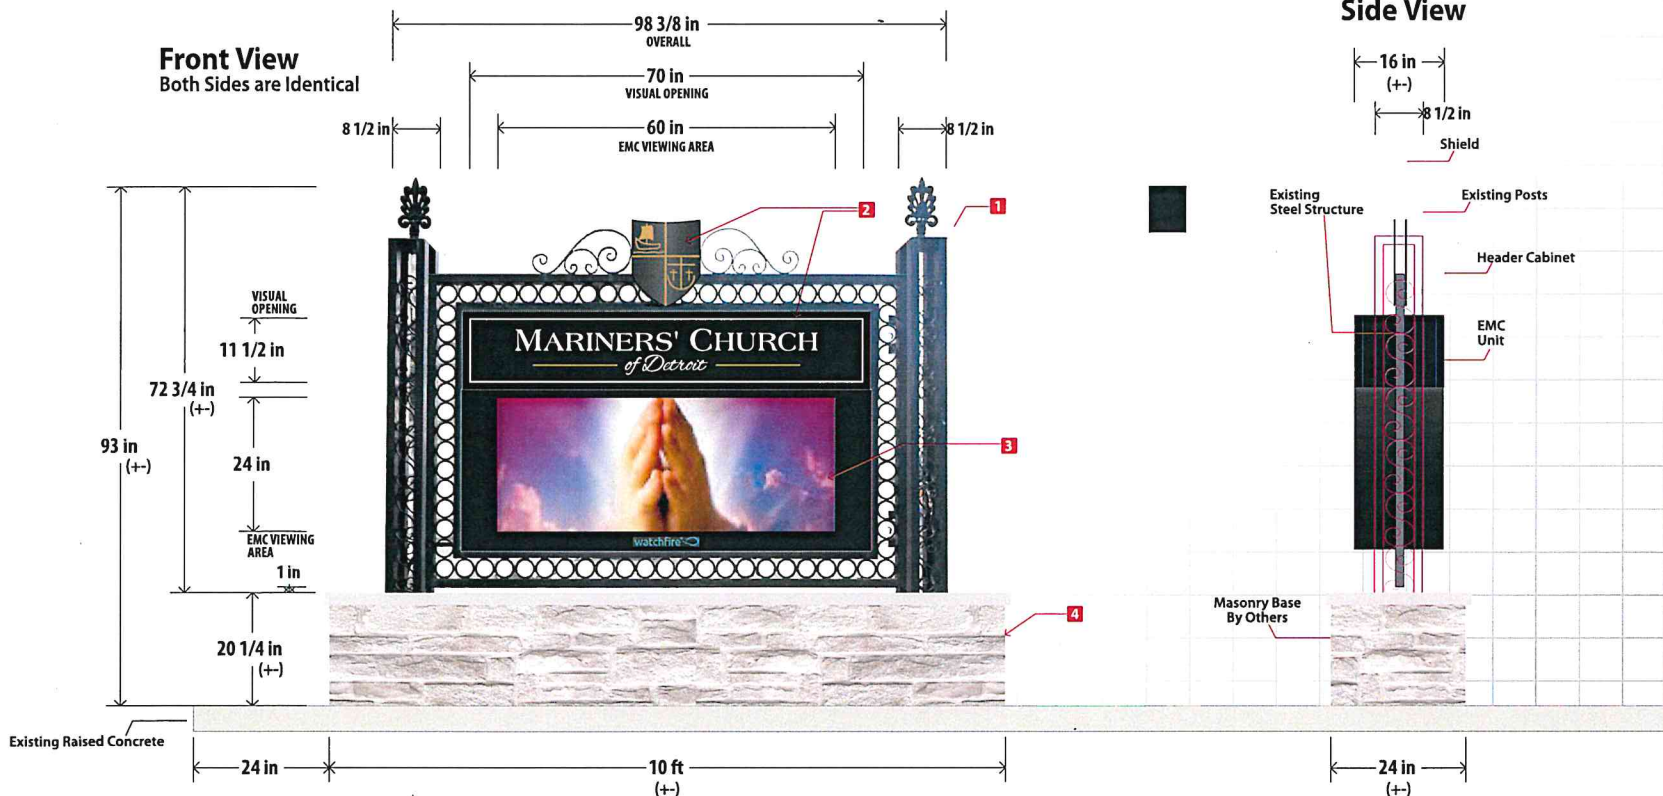 Front View
Both Sides are Identical
98 3/8 in
OVERALL
70 in
VISUAL OPENING
8 1/2 in
60 in
EMC VIEWING AREA
8 1/2 in
Side View
16 in
(+-)
8 1/2 in
Shield
Existing
Steel Structure
Existing Posts
Header Cabinet
EMC
Unit
2
1
VISUAL
OPENING
11 1/2 in
72 3/4 in
(+-)
93 in
(+-)
24 in
EMC VIEWING
AREA
1 in
20 1/4 in
(+-)
MARINERS' CHURCH
of Detroit
3
watchfire
4
Masonry Base
By Others
Existing Raised Concrete
24 in
10 ft
(+-)
24 in
(+-)